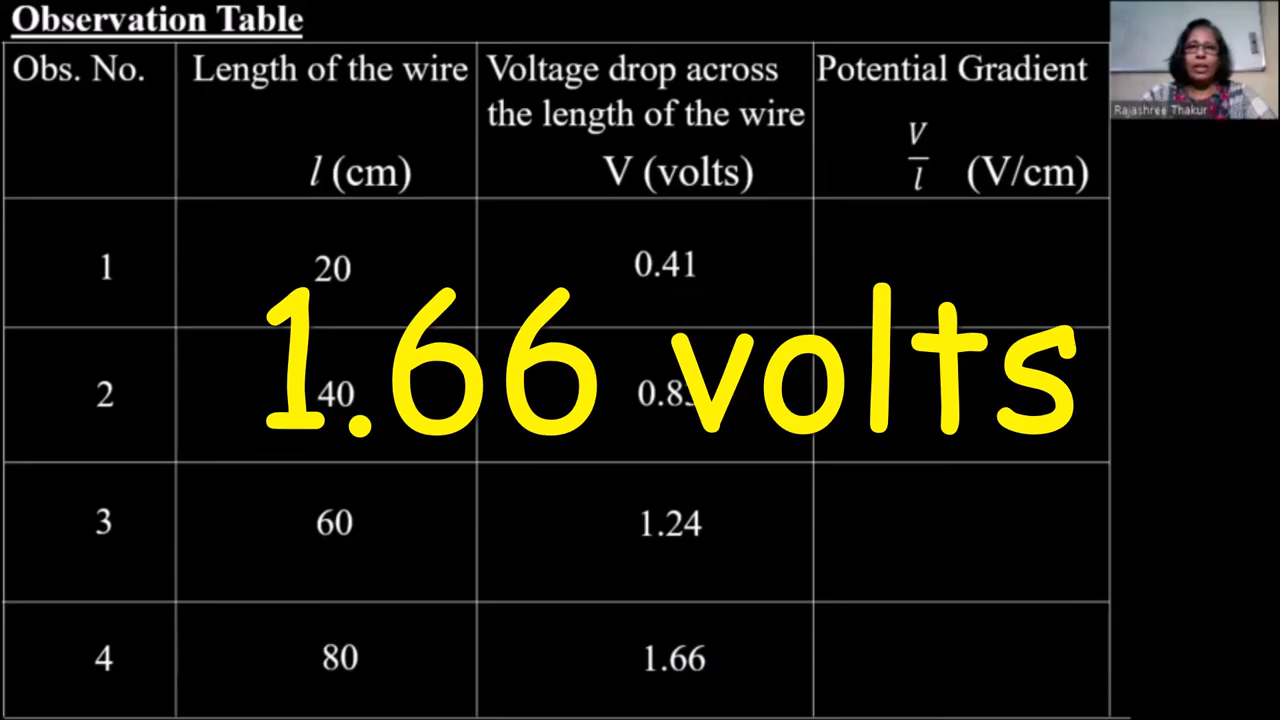 Observation Table
Obs. No.
Length of the wire
l (cm)
Voltage drop across
the length of the wire
V (volts)
Potential Gradient
V
l (V/cm)
Rajashree Thakur
1 20 0.41
1.66 volts
2 40
3 60 1.24
4 80 1.66